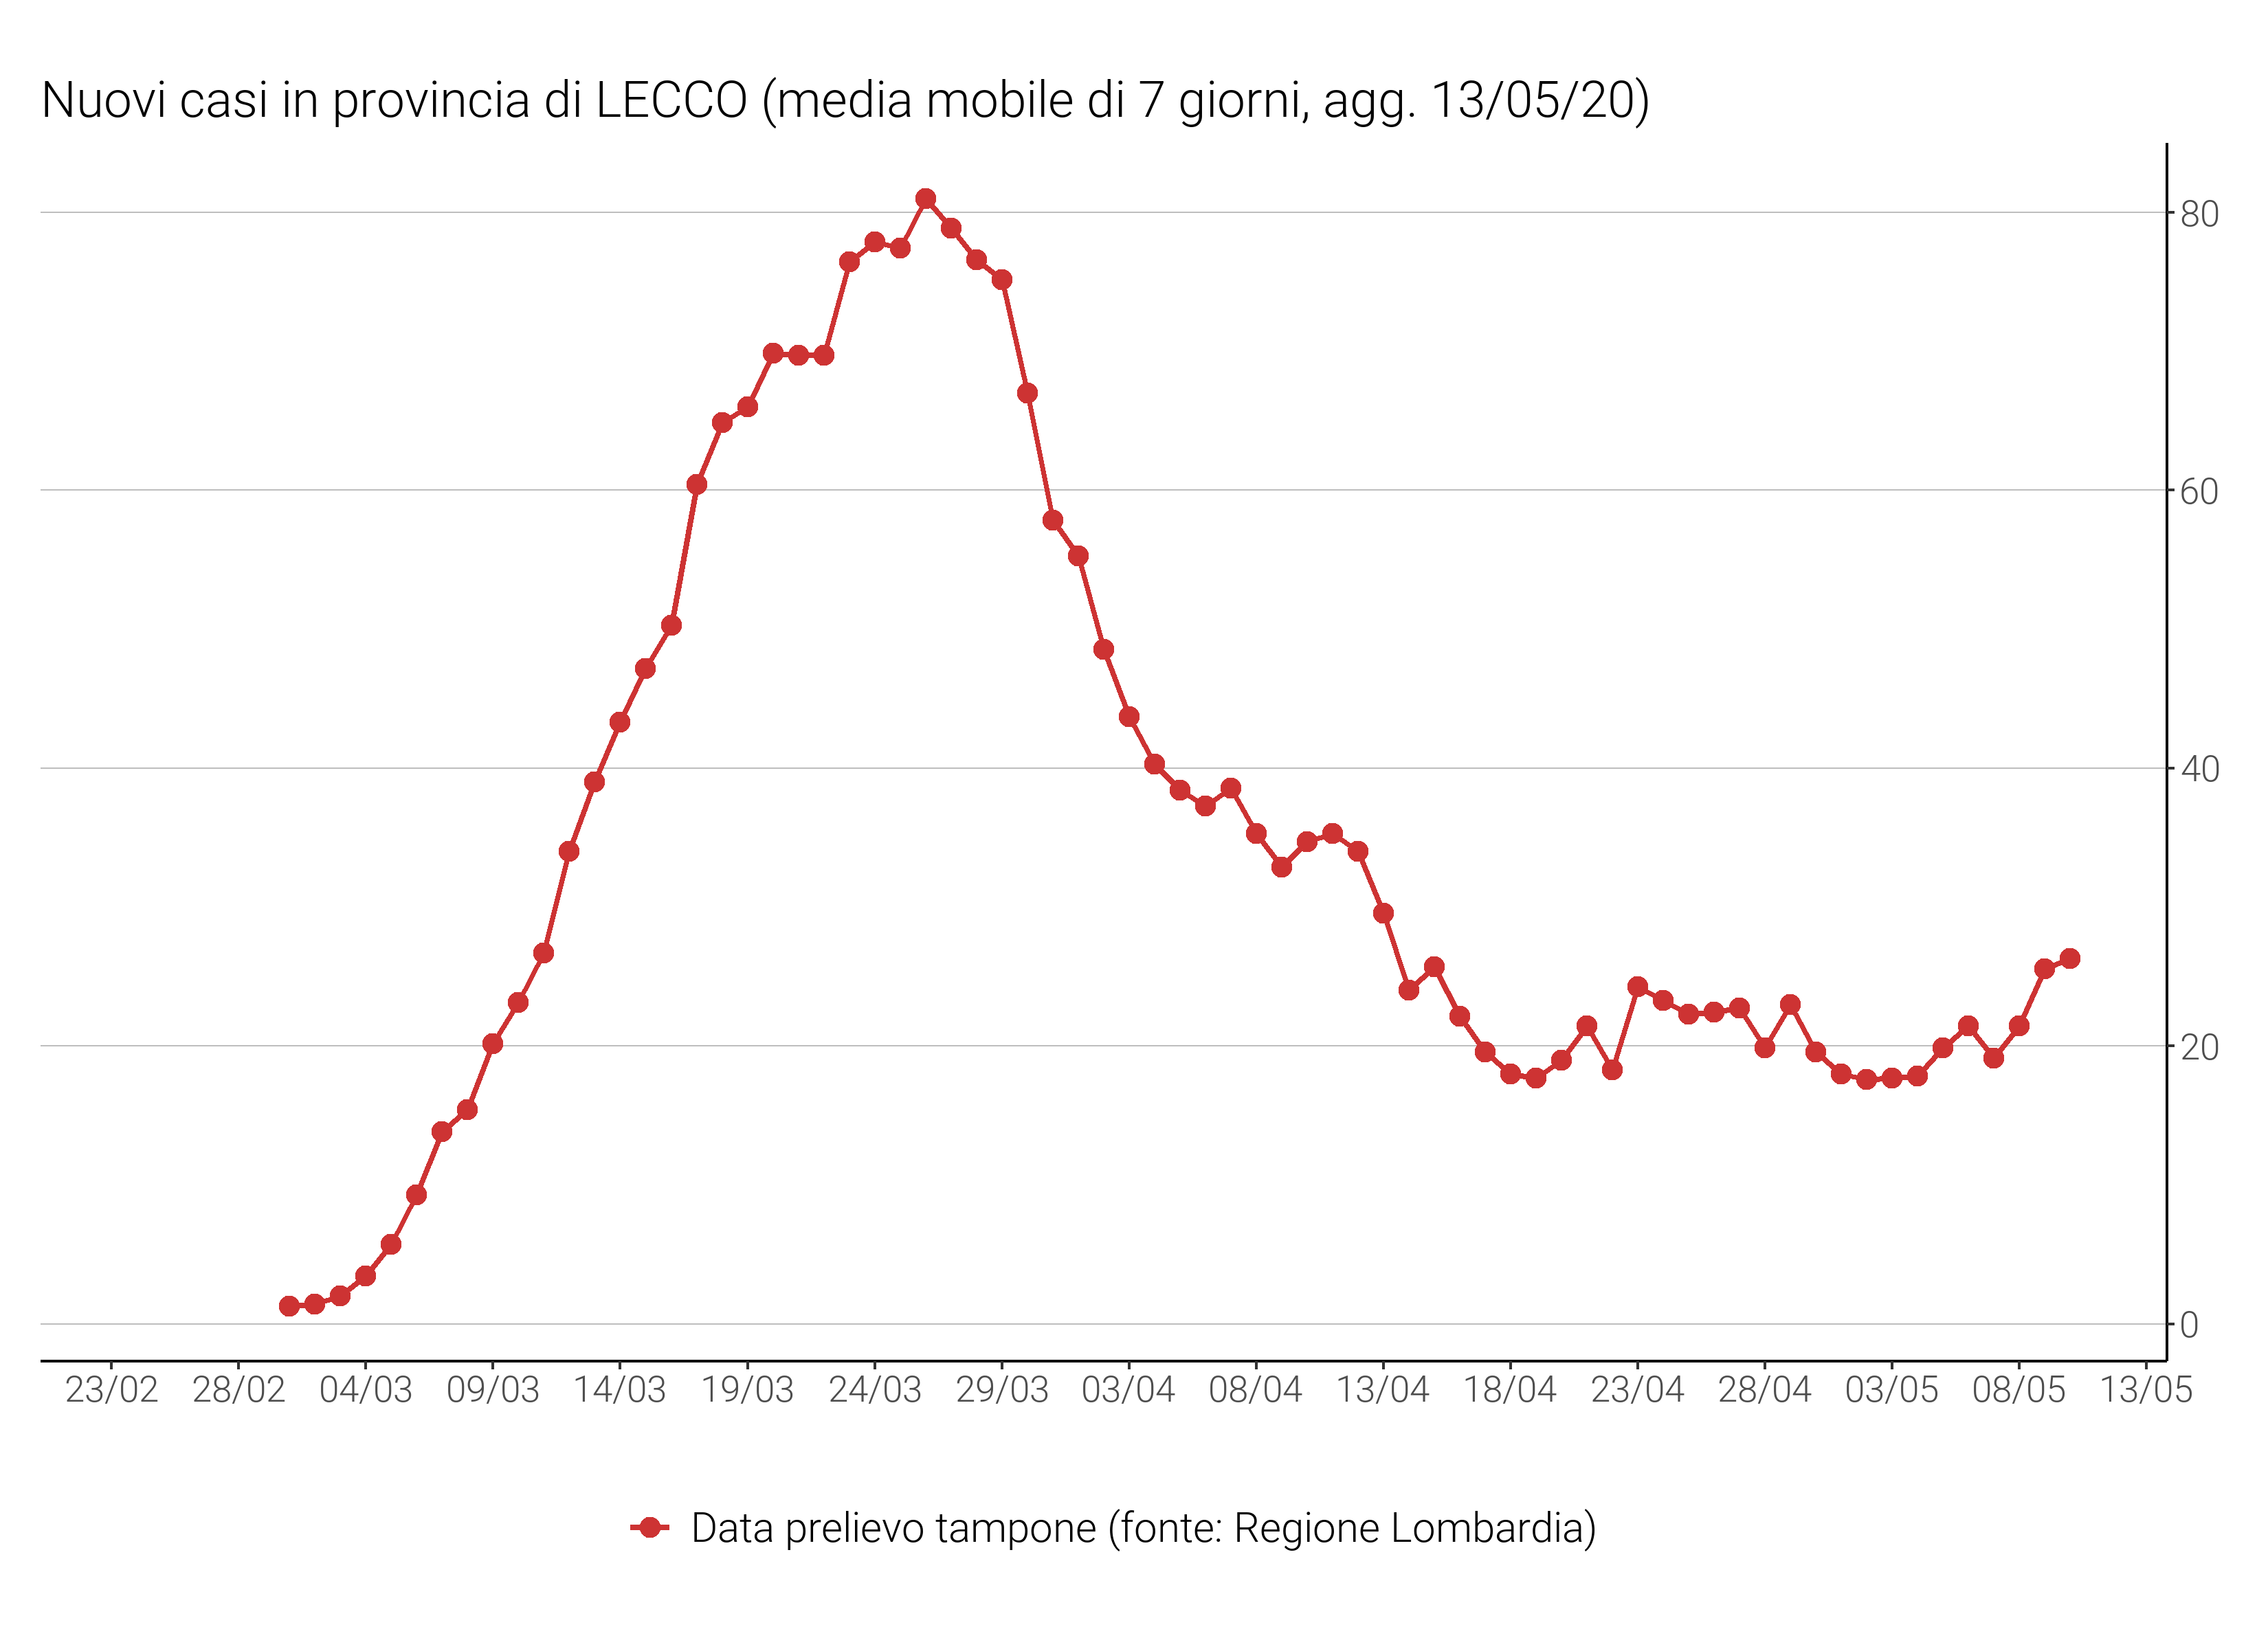 Nuovi casi in provincia di LECCO (media mobile di 7 giorni, agg. 13/05/20)
80
60
40
20
0
23/02 28/02 04/03 09/03 14/03 19/03 24/03 29/03 03/04 08/04 13/04 18/04 23/04 28/04 03/05 08/05 13/05
Data prelievo tampone (fonte: Regione Lombardia)